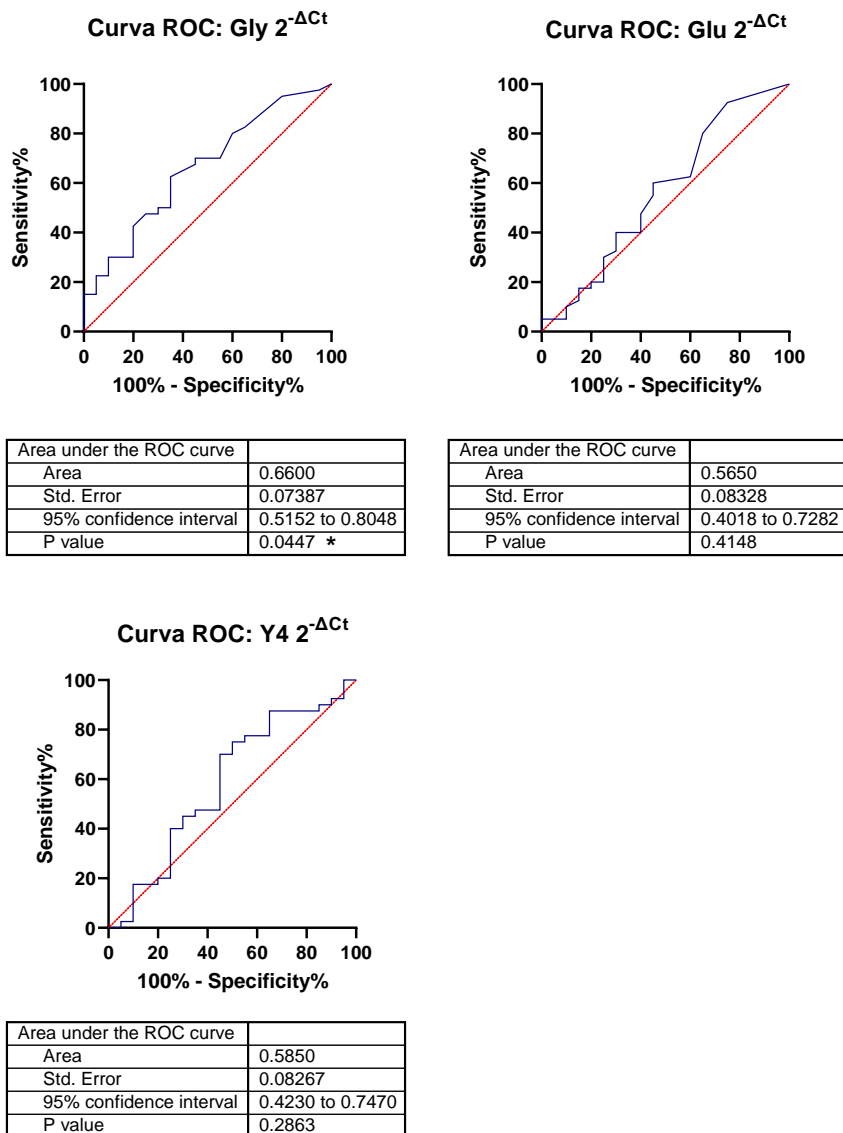 Curva ROC: Gly 2^-ΔCt
100
80
60
40
20
0
Sensitivity%
0 20 40 60 80 100
100% - Specificity%
Area under the ROC curve
Area 0.6600
Std. Error 0.07387
95% confidence interval 0.5152 to 0.8048
P value 0.0447 *
Curva ROC: Glu 2^-ΔCt
100
80
60
40
20
0
Sensitivity%
0 20 40 60 80 100
100% - Specificity%
Area under the ROC curve
Area 0.5650
Std. Error 0.08328
95% confidence interval 0.4018 to 0.7282
P value 0.4148
Curva ROC: Y4 2^-ΔCt
100
80
60
40
20
0
Sensitivity%
0 20 40 60 80 100
100% - Specificity%
Area under the ROC curve
Area 0.5850
Std. Error 0.08267
95% confidence interval 0.4230 to 0.7470
P value 0.2863